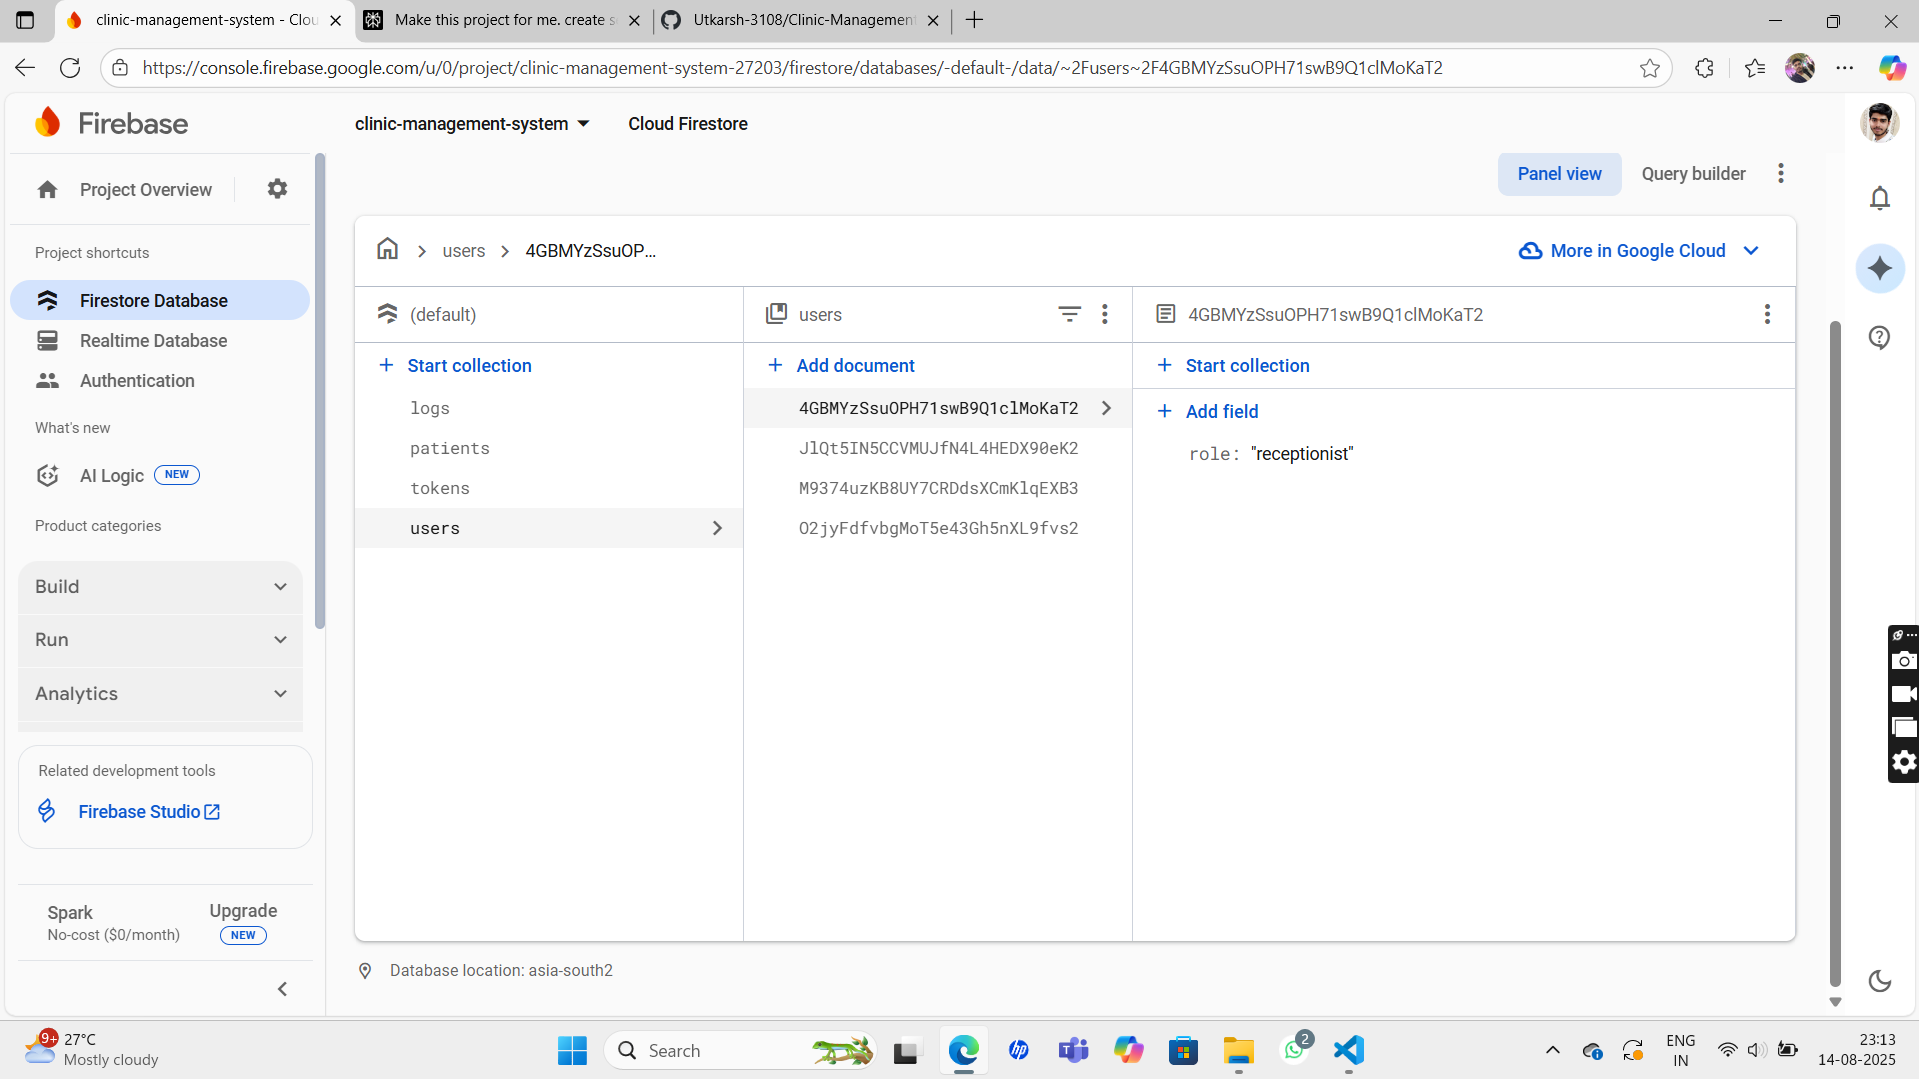 clinic-management-system - Clou
Make this project for me. create s
Utkarsh-3108/Clinic-Management
https://console.firebase.google.com/u/0/project/clinic-management-system-27203/firestore/databases/-default-/data/~2Fusers~2F4GBMYzSsuOPH71swB9Q1clMoKaT2
Firebase
clinic-management-system
Cloud Firestore
Project Overview
Panel view
Query builder
Project shortcuts
Firestore Database
Realtime Database
Authentication
What's new
AI Logic NEW
Product categories
Build
Run
Analytics
Related development tools
Firebase Studio
Spark
No-cost ($0/month)
Upgrade
NEW
users
4GBMYzSsuOP...
More in Google Cloud
(default)
Start collection
logs
patients
tokens
users
users
Add document
4GBMYzSsuOPH71swB9Q1clMoKaT2
JlQt5IN5CCVMUJfN4L4HEDX90eK2
M9374uzKB8UY7CRDdsXCmKlqEXB3
O2jyFdfvbgMoT5e43Gh5nXL9fvs2
4GBMYzSsuOPH71swB9Q1clMoKaT2
Start collection
Add field
role: "receptionist"
Database location: asia-south2
9+
27°C
Mostly cloudy
Search
hp
2
ENG
IN
23:13
14-08-2025